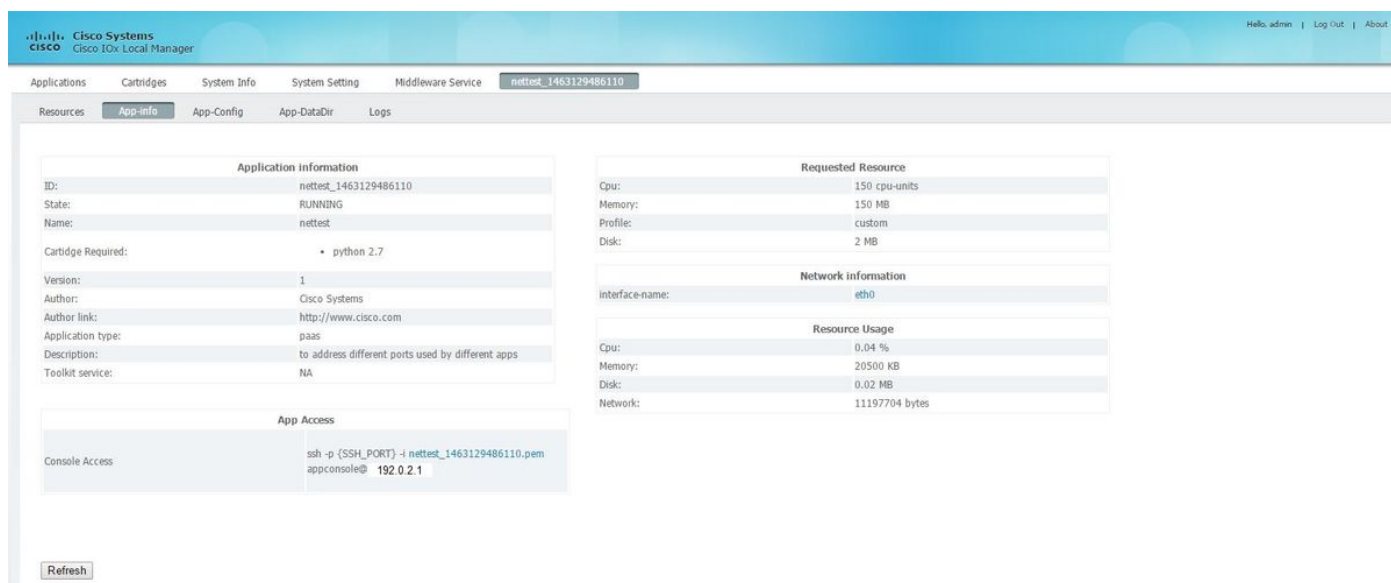 Hello, admin | Log Out | About
cisco Cisco Systems
Cisco IOx Local Manager
Applications Cartridges System Info System Setting Middleware Service nettest_1463129486110
Resources App-info App-Config App-DataDir Logs
Application information
ID: nettest_1463129486110
State: RUNNING
Name: nettest
Cartidge Required: • python 2.7
Version: 1
Author: Cisco Systems
Author link: http://www.cisco.com
Application type: paas
Description: to address different ports used by different apps
Toolkit service: NA
App Access
Console Access ssh -p {SSH_PORT} -i nettest_1463129486110.pem
appconsole@ 192.0.2.1
Requested Resource
Cpu: 150 cpu-units
Memory: 150 MB
Profile: custom
Disk: 2 MB
Network information
interface-name: eth0
Resource Usage
Cpu: 0.04 %
Memory: 20500 KB
Disk: 0.02 MB
Network: 11197704 bytes
Refresh